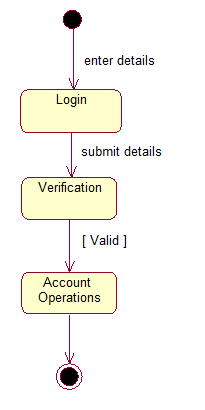 enter details
Login
submit details
Verification
[ Valid ]
Account
Operations